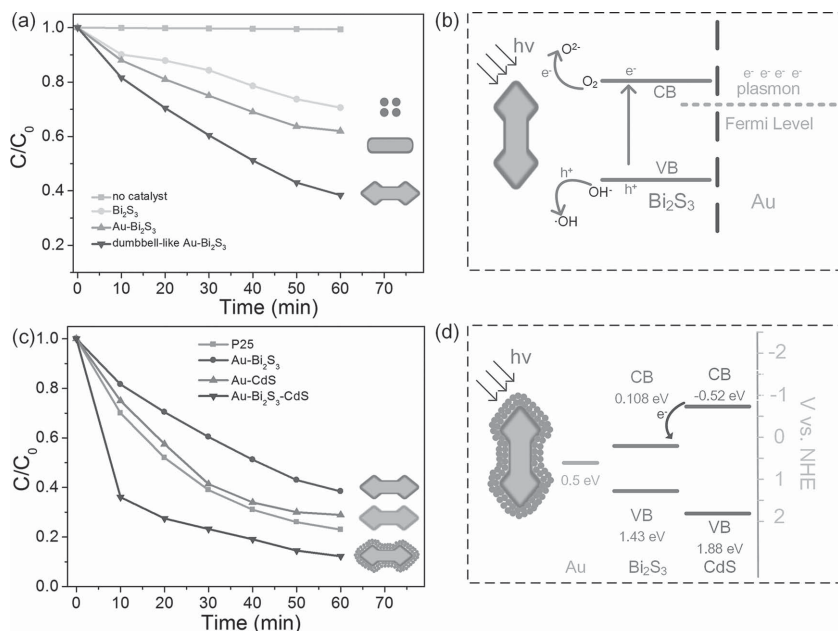 (a)
1.0
0.8
0.6
0.4
0.2
C/C₀
no catalyst
Bi₂S₃
Au-Bi₂S₃
dumbbell-like Au-Bi₂S₃
0 10 20 30 40 50 60 70
Time (min)
(b)
hν
O²⁻
e⁻
O₂
e⁻
CB
e⁻ e⁻ e⁻ e⁻
plasmon
Fermi Level
VB
h⁺
h⁺
OH⁻
·OH
Bi₂S₃
Au
(c)
1.0
0.8
0.6
0.4
0.2
0.0
C/C₀
P25
Au-Bi₂S₃
Au-CdS
Au-Bi₂S₃-CdS
0 10 20 30 40 50 60 70
Time (min)
(d)
hν
CB
0.108 eV
CB
-0.52 eV
e⁻
0.5 eV
VB
1.43 eV
VB
1.88 eV
Au
Bi₂S₃
CdS
-2
-1
0
1
2
V vs. NHE